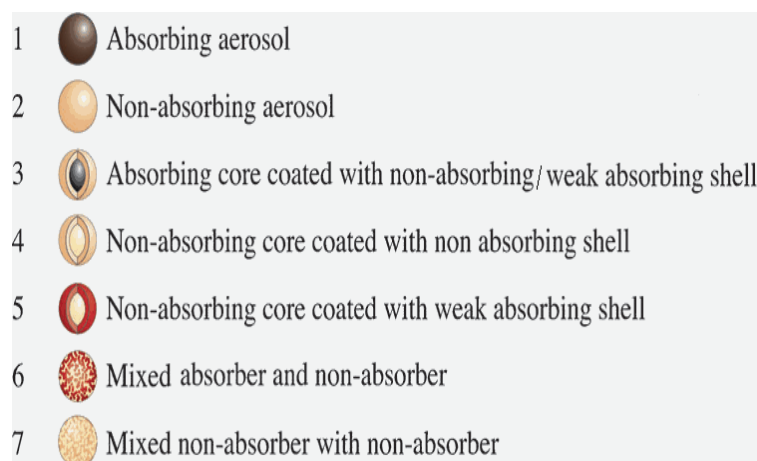 1 Absorbing aerosol
2 Non-absorbing aerosol
3 Absorbing core coated with non-absorbing/weak absorbing shell
4 Non-absorbing core coated with non absorbing shell
5 Non-absorbing core coated with weak absorbing shell
6 Mixed absorber and non-absorber
7 Mixed non-absorber with non-absorber